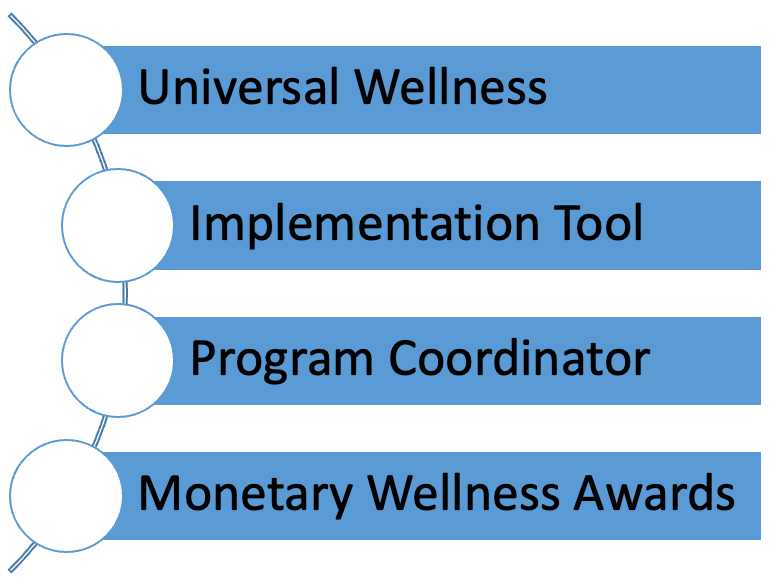 Universal Wellness
Implementation Tool
Program Coordinator
Monetary Wellness Awards